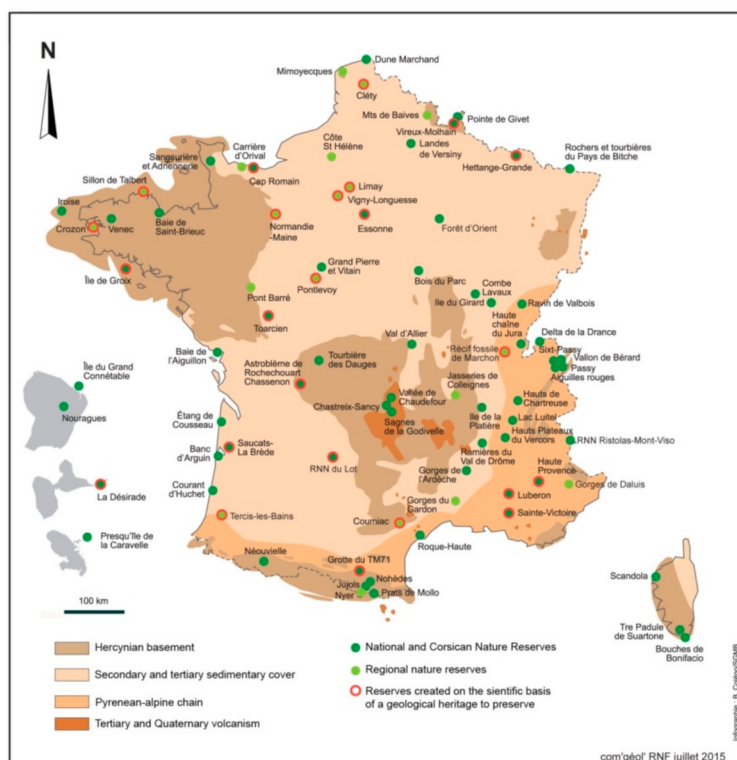 N
Dune Marchand
Mimoyecques
Cléty
Mts de Baives
Pointe de Givet
Vireux-Molhain
Côte
St Hélène
Landes
de Versiny
Carrière
d'Orival
Sangsurière
et Adriennerie
Hettange-Grande
Rochers et tourbières
du Pays de Bitche
Sillon de Talbert
Cap Romain
Limay
Vigny-Longuesse
Iroise
Crozon
Venec
Baie de
Saint-Brieuc
Normandie
-Maine
Essonne
Forêt d'Orient
Île de Groix
Grand Pierre
et Vitain
Pontlevoy
Bois du Parc
Combe
Lavaux
Ile du Girard
Ravin de Valbois
Pont Barré
Toarcien
Haute
chaîne
du Jura
Delta de la Drance
Val d'Allier
Sixt-Passy
Baie de
l'Aiguillon
Tourbière
des Dauges
Récif fossile
de Marchon
Vallon de Bérard
Passy
Aiguilles rouges
Île du Grand
Connétable
Astroblème de
Rochechouart
Chassenon
Jasseries de
Colleignes
Nouragues
Vallée de
Chaudefour
Chastreix-Sancy
Hauts de
Chartreuse
Étang de
Cousseau
Sagnes
de la Godivelle
Ile de la
Platière
Lac Luitel
Hauts Plateaux
du Vercors
RNN Ristolas-Mont-Viso
Banc
d'Arguin
Saucats-
La Brède
RNN du Lot
Ramières du
Val de Drôme
Gorges de
l'Ardèche
Haute
Provence
La Désirade
Courant
d'Huchet
Gorges de Daluis
Luberon
Gorges du
Gardon
Tercis-les-Bains
Coumiac
Sainte-Victoire
Presqu'île de
la Caravelle
Roque-Haute
Néouvielle
Grotte du TM71
Nohèdes
Jujols
Nyer
Prats de Mollo
Scandola
100 km
Tre Padule
de Suartone
Bouches de
Bonifacio
Hercynian basement
Secondary and tertiary sedimentary cover
Pyrenean-alpine chain
Tertiary and Quaternary volcanism
National and Corsican Nature Reserves
Regional nature reserves
Reserves created on the sientific basis
of a geological heritage to preserve
com'géol' RNF juillet 2015